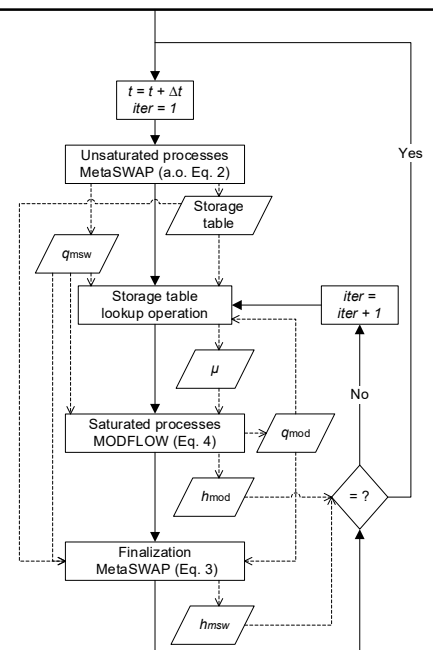 t = t + Δt
iter = 1
Yes
Unsaturated processes
MetaSWAP (a.o. Eq. 2)
Storage
table
qmsw
Storage table
lookup operation
iter =
iter + 1
µ
No
Saturated processes
MODFLOW (Eq. 4)
qmod
hmod
= ?
Finalization
MetaSWAP (Eq. 3)
hmsw